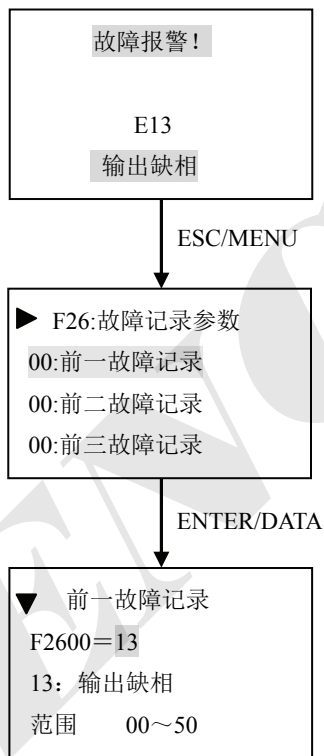 故障报警！
E13
输出缺相
ESC/MENU
F26:故障记录参数
00:前一故障记录
00:前二故障记录
00:前三故障记录
ENTER/DATA
前一故障记录
F2600＝13
13：输出缺相
范围 00～50